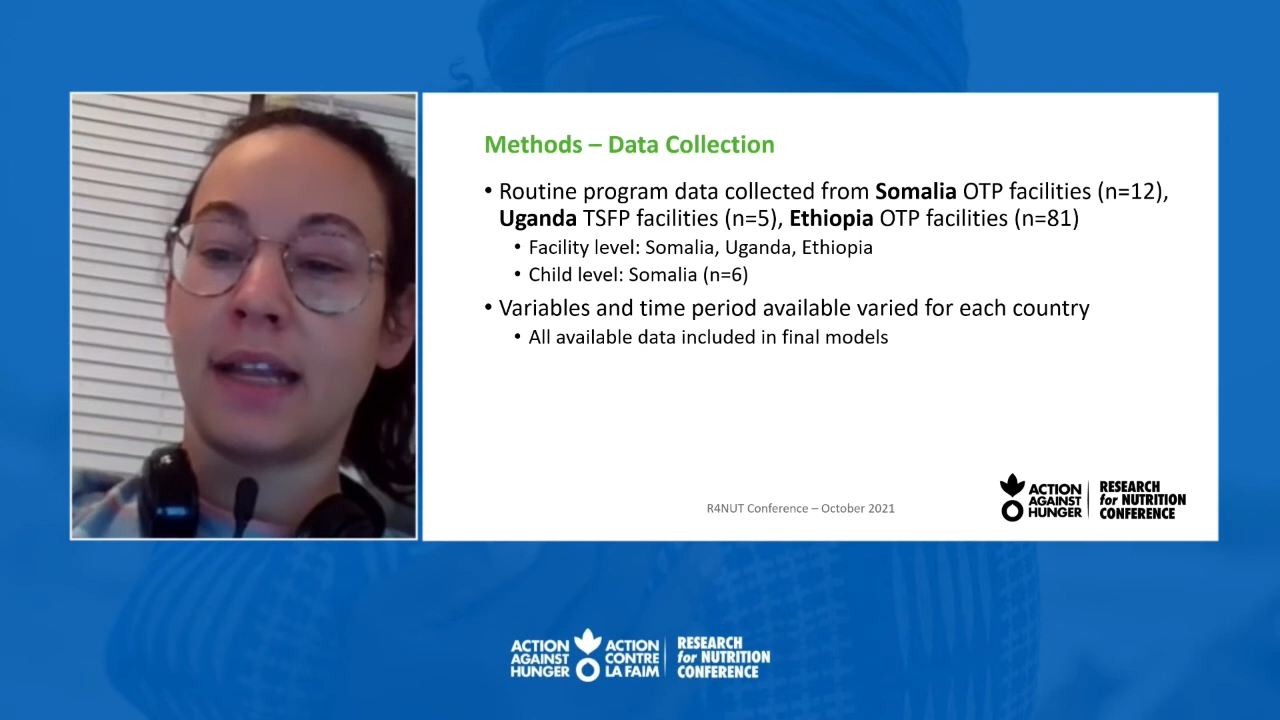 Methods – Data Collection
• Routine program data collected from Somalia OTP facilities (n=12),
Uganda TSFP facilities (n=5), Ethiopia OTP facilities (n=81)
• Facility level: Somalia, Uganda, Ethiopia
• Child level: Somalia (n=6)
• Variables and time period available varied for each country
• All available data included in final models
R4NUT Conference – October 2021
ACTION
AGAINST
HUNGER
RESEARCH
for NUTRITION
CONFERENCE
ACTION
AGAINST
HUNGER
ACTION
CONTRE
LA FAIM
RESEARCH
for NUTRITION
CONFERENCE